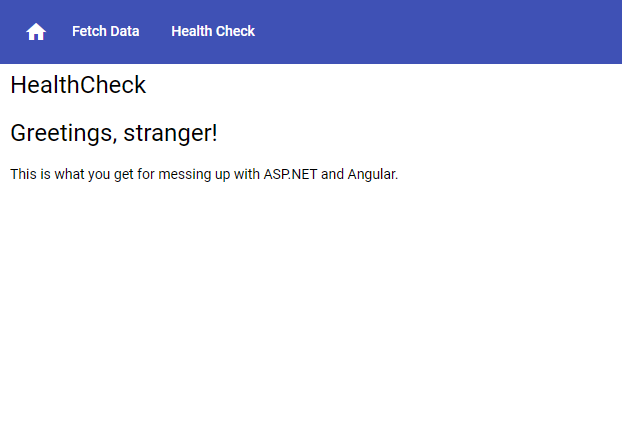 Fetch Data Health Check
HealthCheck
Greetings, stranger!
This is what you get for messing up with ASP.NET and Angular.